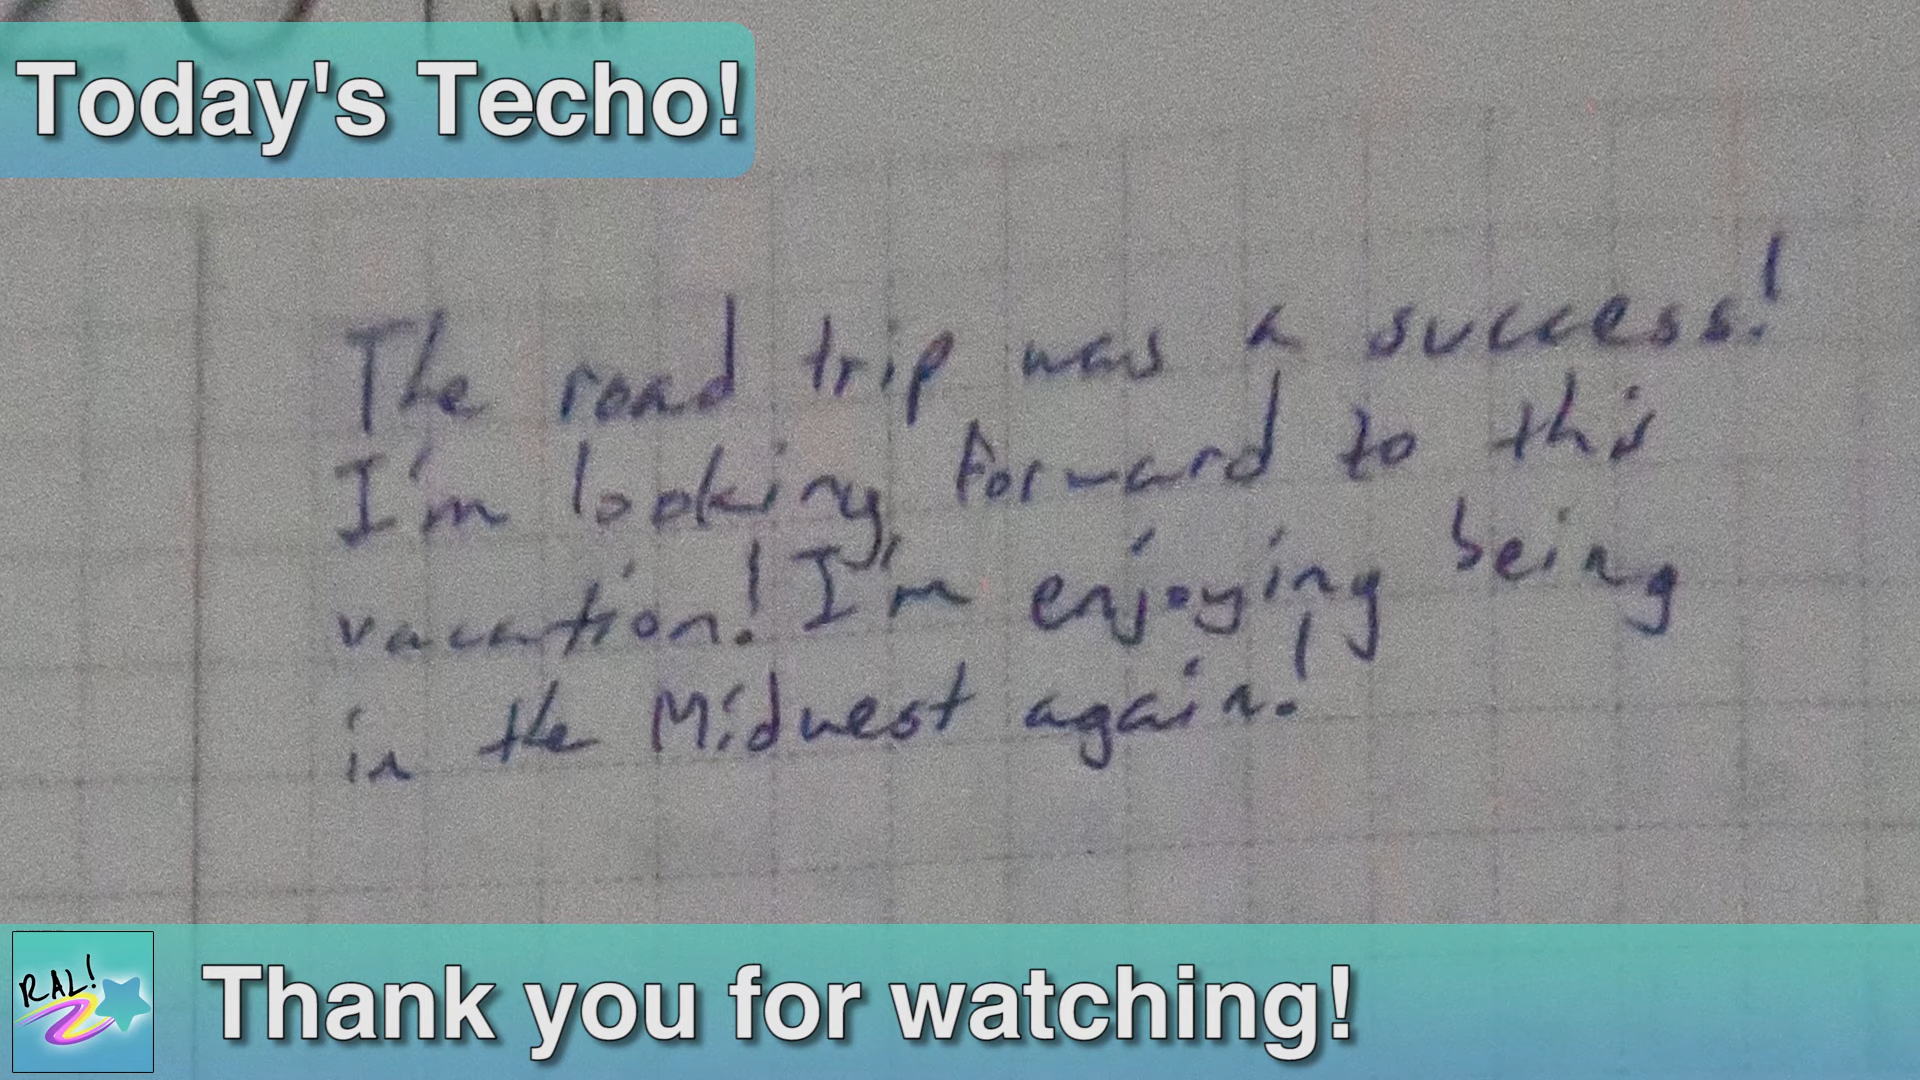 Today's Techo!
The road trip was a success!
I'm looking forward to this
vacation! I'm enjoying being
in the Midwest again!
RAL!
Thank you for watching!